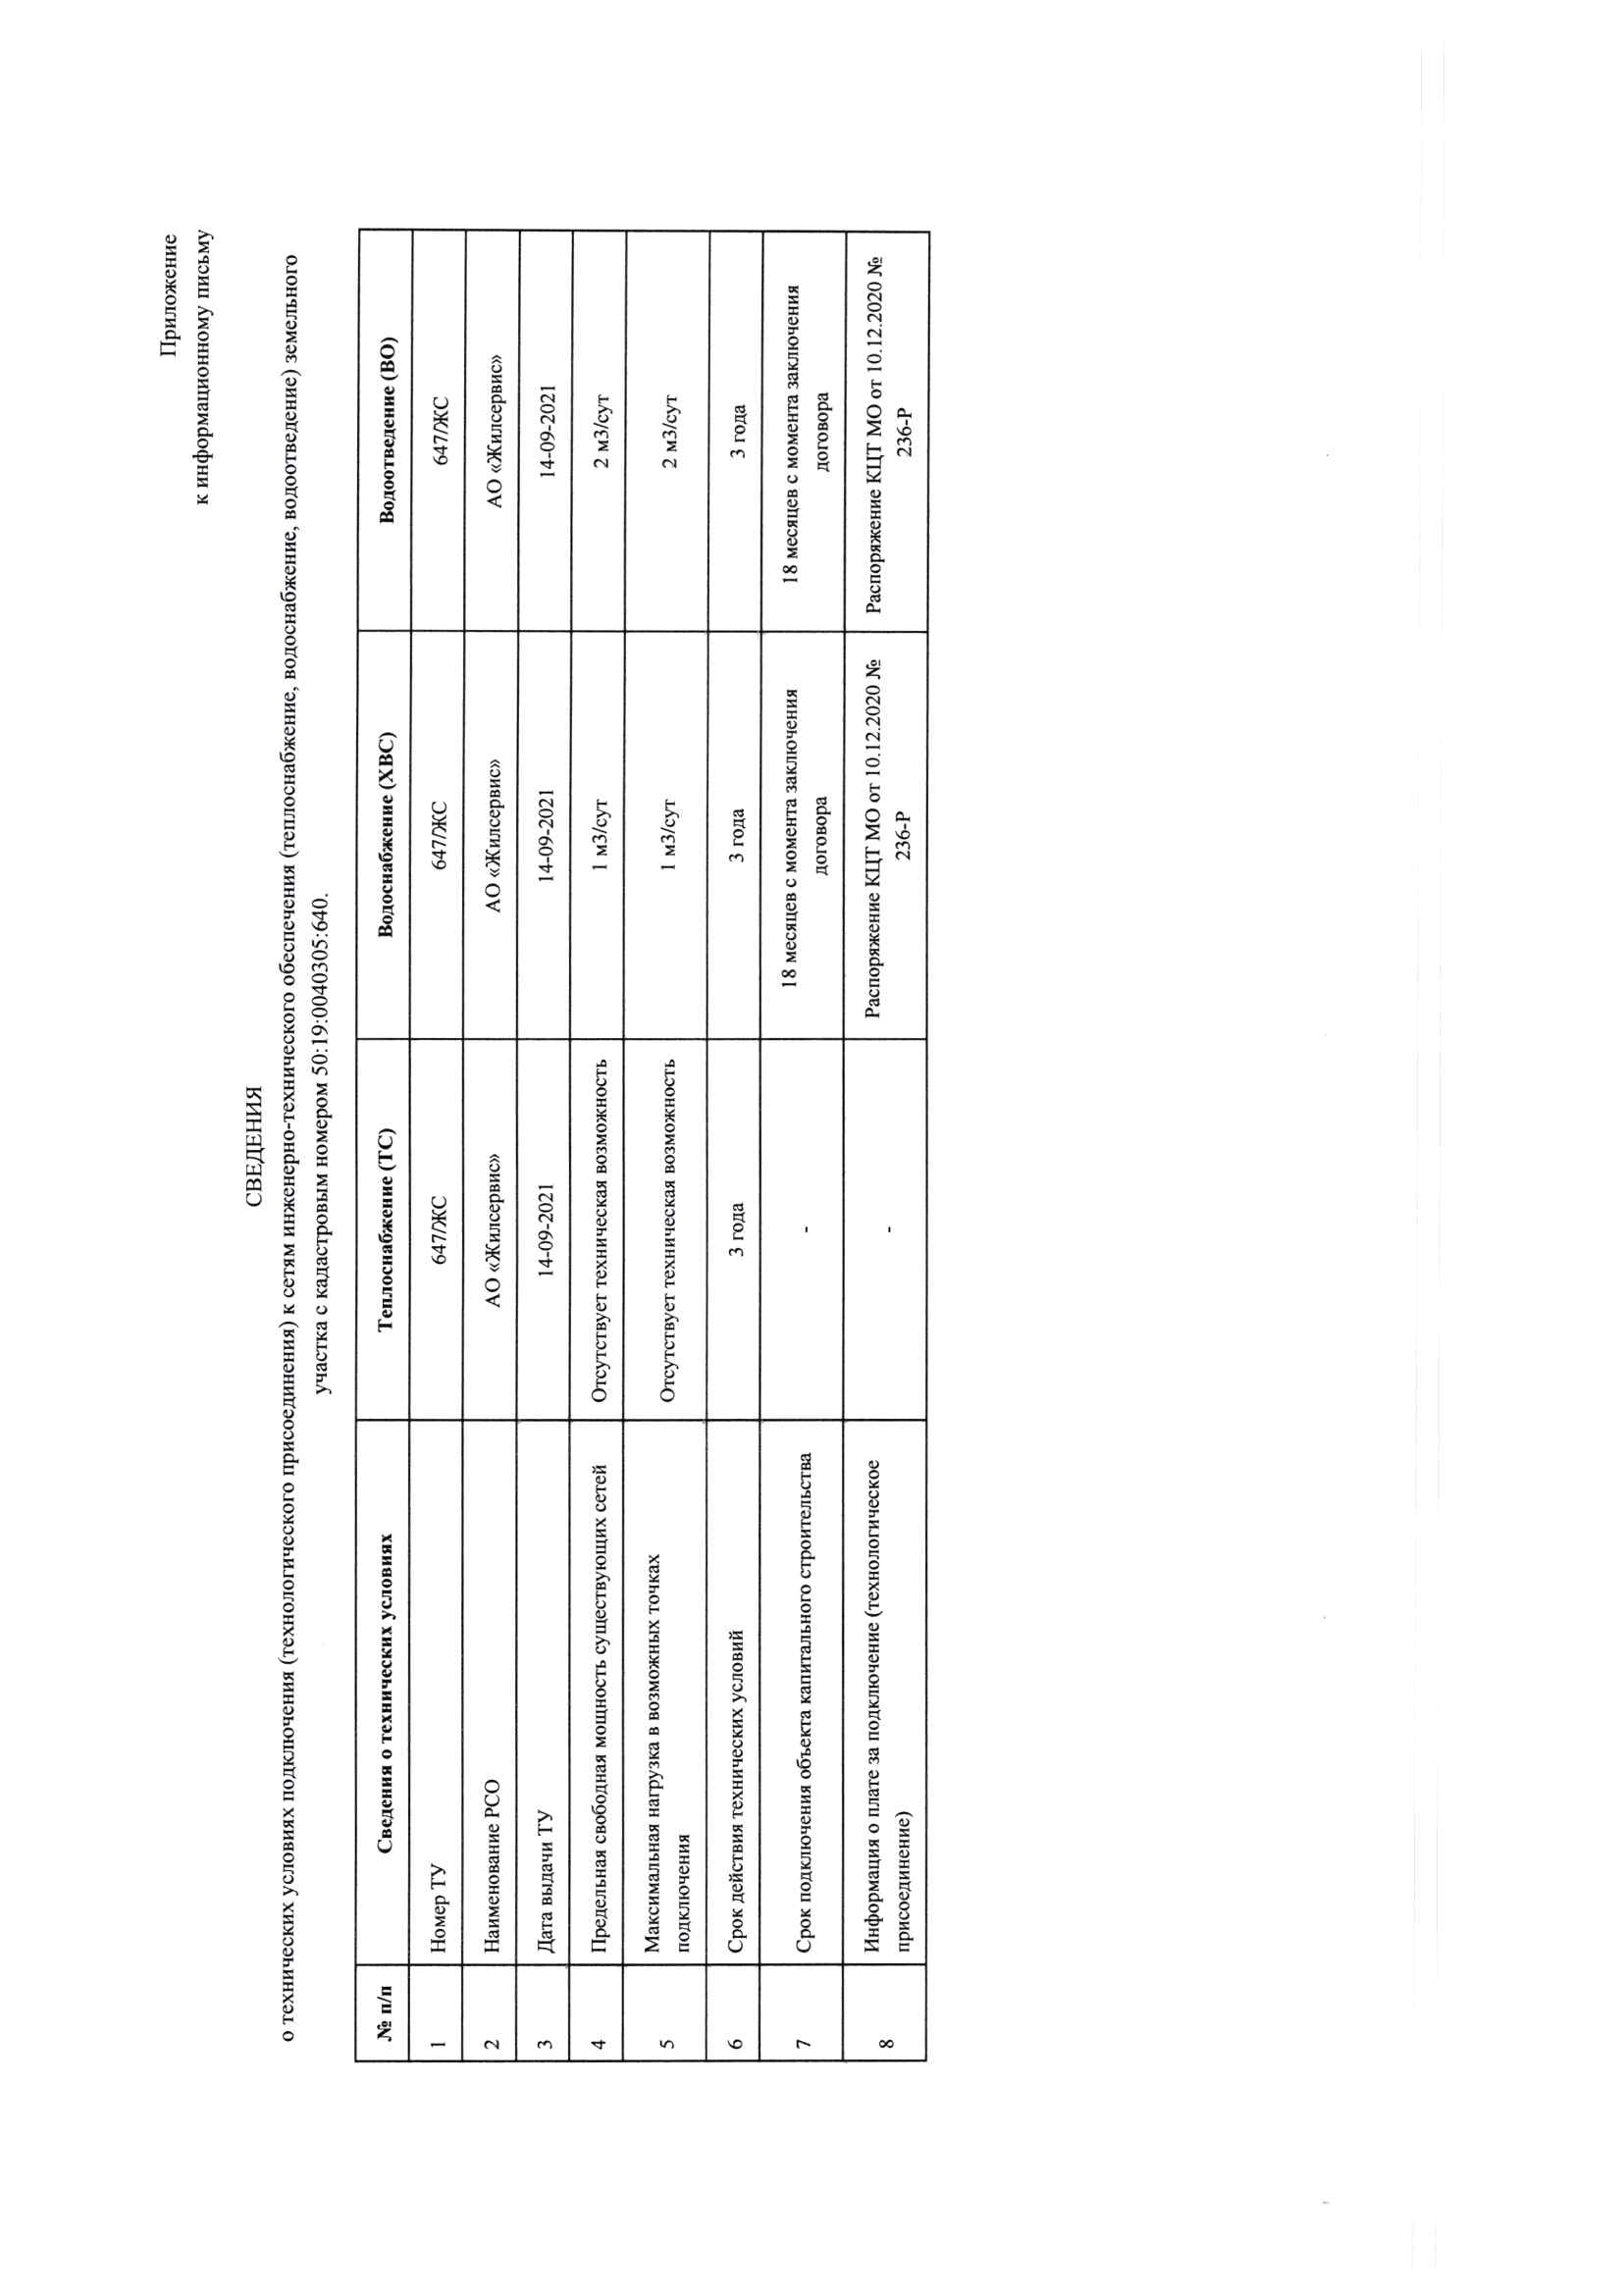 Приложение
к информационному письму
СВЕДЕНИЯ
о технических условиях подключения (технологического присоединения) к сетям инженерно-технического обеспечения (теплоснабжение, водоснабжение, водоотведение) земельного
участка с кадастровым номером 50:19:0040305:640.
№ п/п Сведения о технических условиях Теплоснабжение (ТС) Водоснабжение (ХВС) Водоотведение (ВО)
1 Номер ТУ 647/ЖС 647/ЖС 647/ЖС
2 Наименование РСО АО «Жилсервис» АО «Жилсервис» АО «Жилсервис»
3 Дата выдачи ТУ 14-09-2021 14-09-2021 14-09-2021
4 Предельная свободная мощность существующих сетей Отсутствует техническая возможность 1 м3/сут 2 м3/сут
5 Максимальная нагрузка в возможных точках
подключения Отсутствует техническая возможность 1 м3/сут 2 м3/сут
6 Срок действия технических условий 3 года 3 года 3 года
7 Срок подключения объекта капитального строительства - 18 месяцев с момента заключения
договора
18 месяцев с момента заключения
договора
8 Информация о плате за подключение (технологическое
присоединение) - Распоряжение КЦТ МО от 10.12.2020 №
236-Р
Распоряжение КЦТ МО от 10.12.2020 №
236-Р